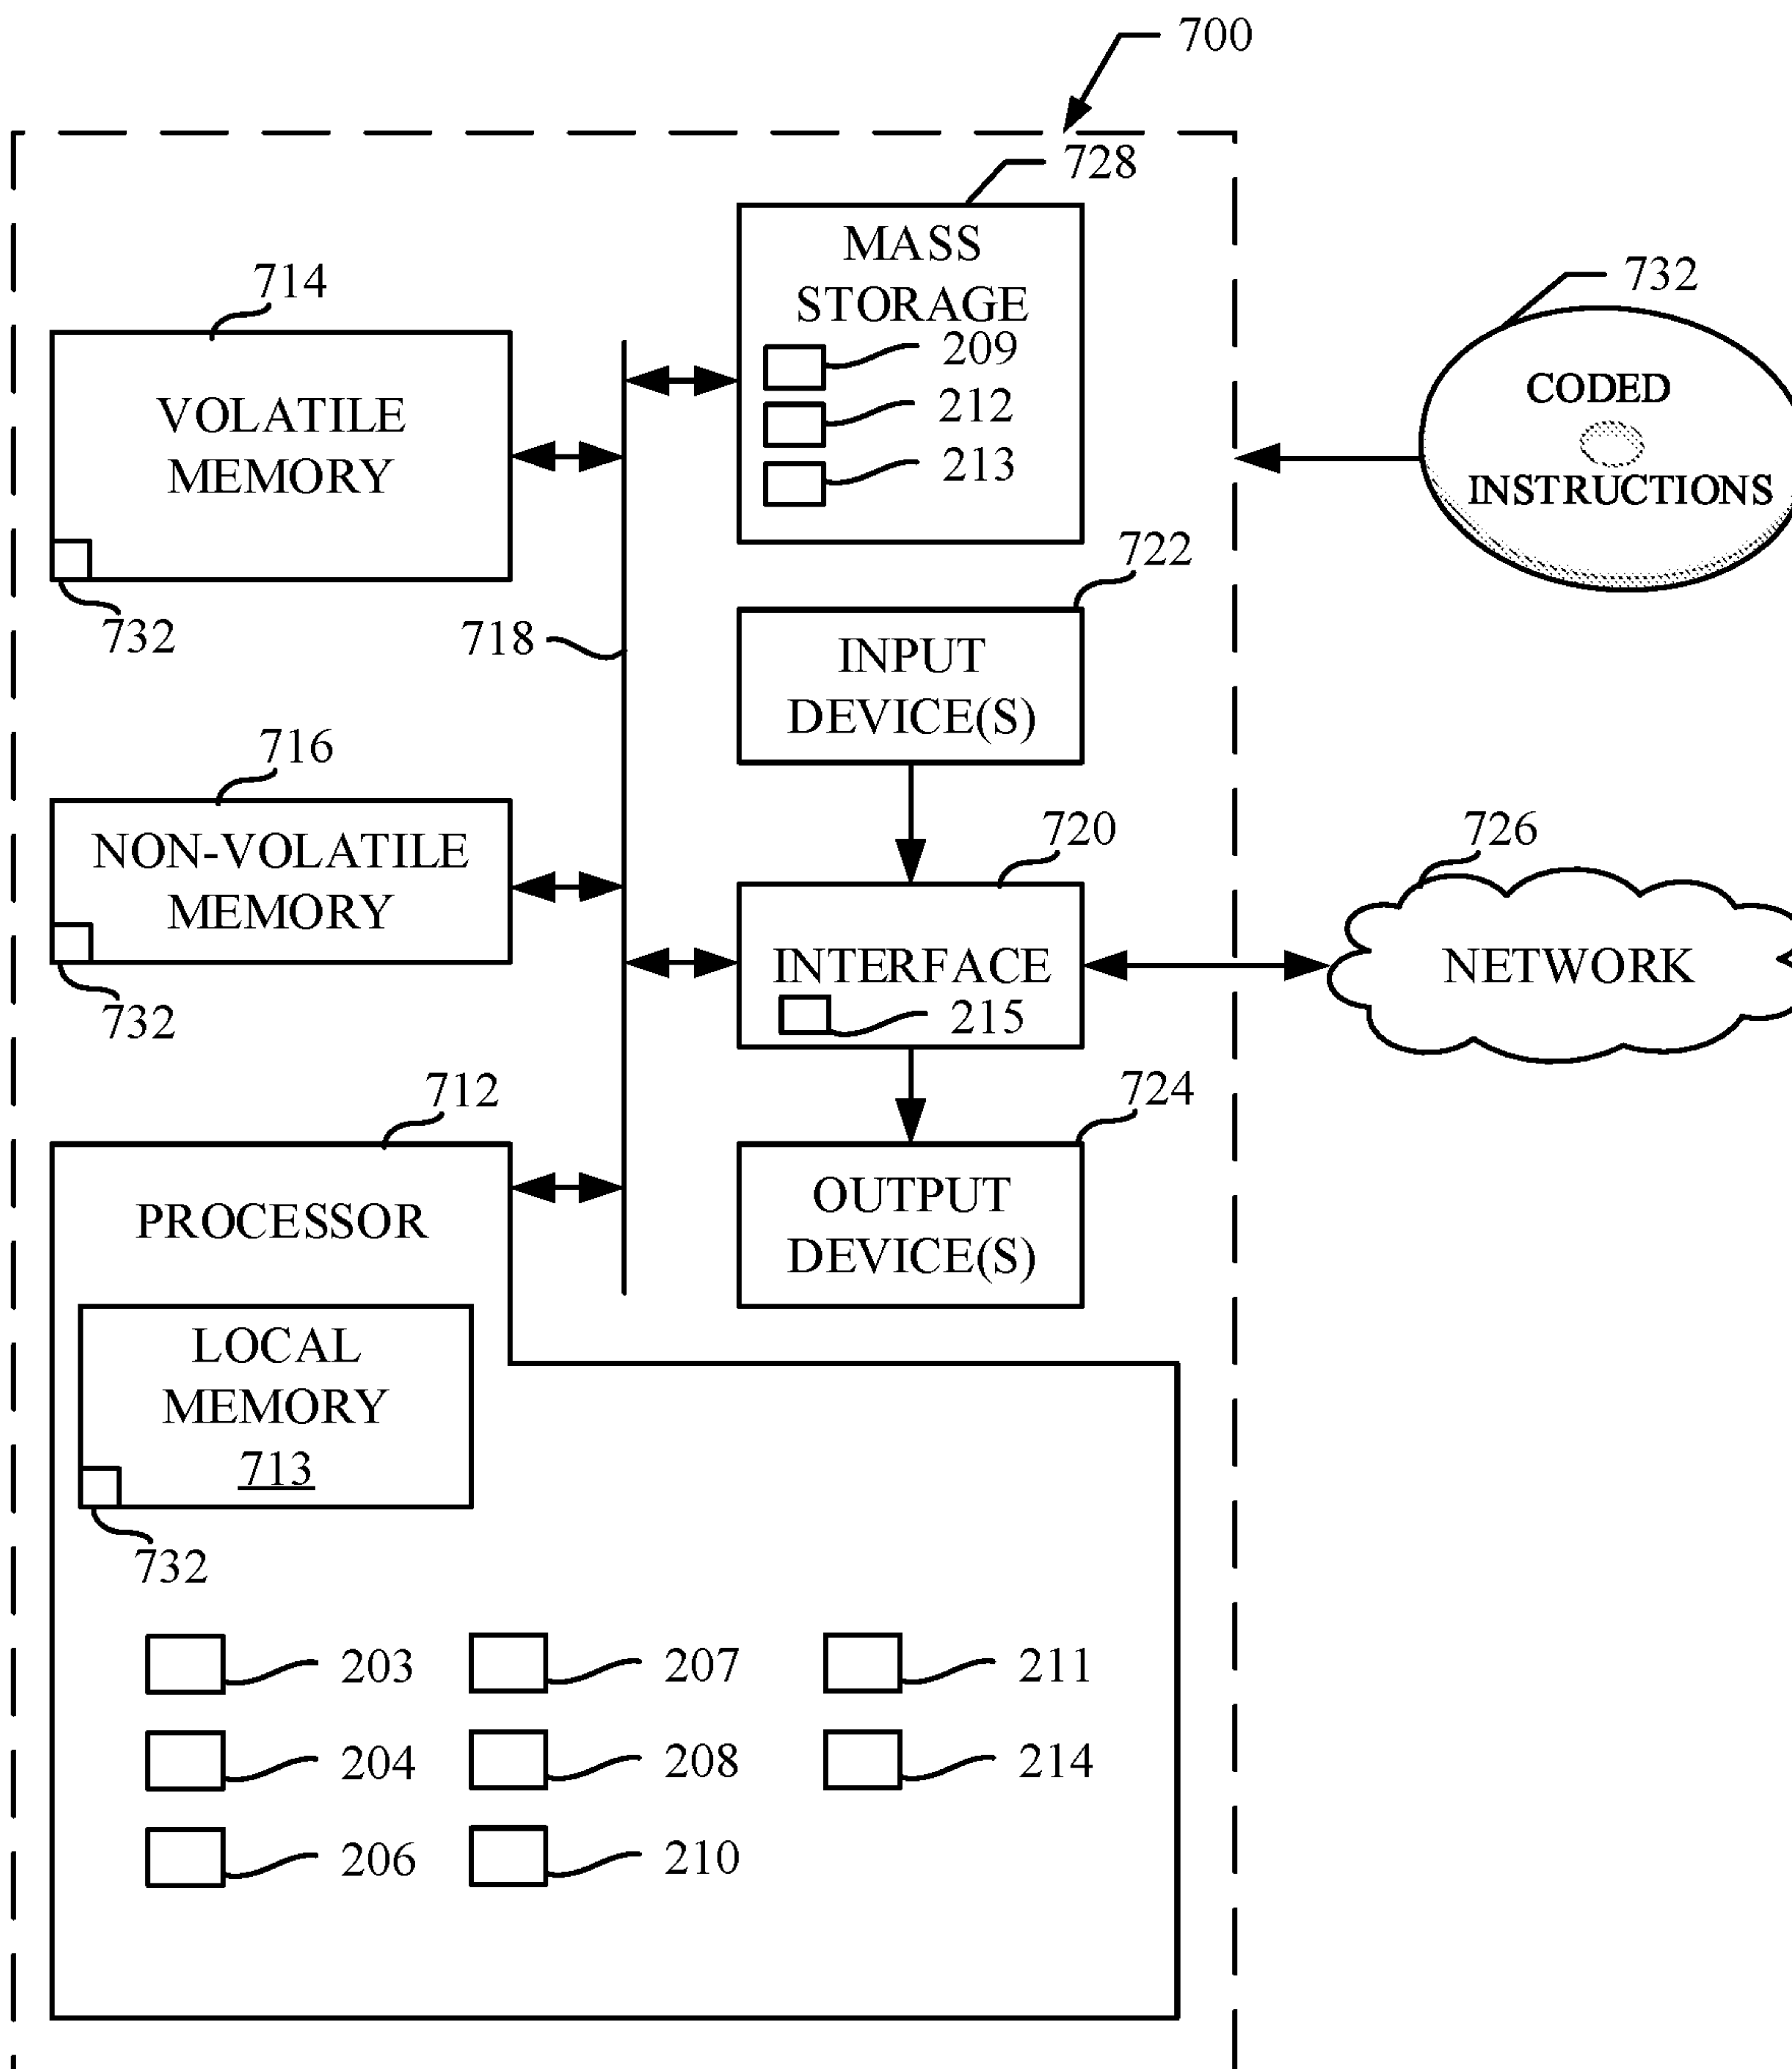 700
728
MASS
STORAGE
209
212
213
714
VOLATILE
MEMORY
732
732
CODED
INSTRUCTIONS
718
722
INPUT
DEVICE(S)
716
NON-VOLATILE
MEMORY
732
720
INTERFACE
215
726
NETWORK
712
PROCESSOR
724
OUTPUT
DEVICE(S)
LOCAL
MEMORY
713
732
203
207
211
204
208
214
206
210